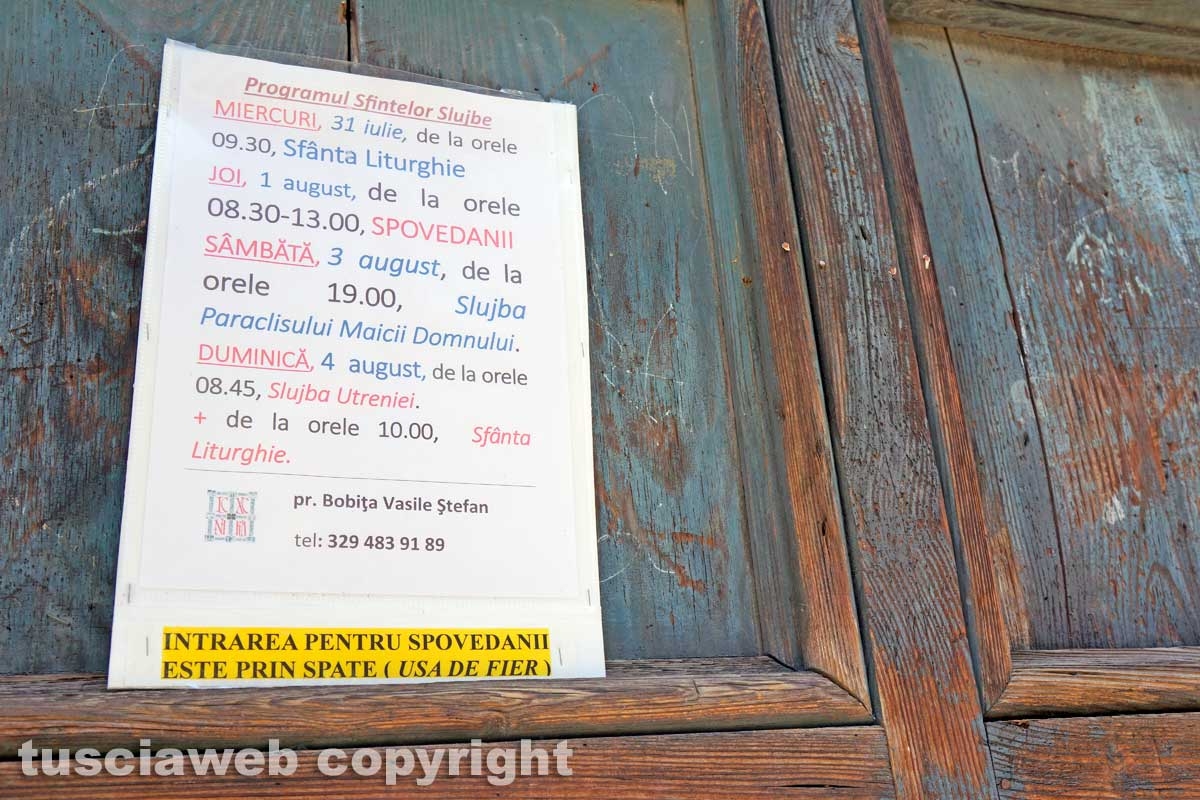 Programul Sfintelor Slujbe
MIERCURI, 31 iulie, de la orele
09.30, Sfânta Liturghie
JOI, 1 august, de la orele
08.30-13.00, SPOVEDANII
SÂMBĂTĂ, 3 august, de la
orele 19.00, Slujba
Paraclisului Maicii Domnului.
DUMINICĂ, 4 august, de la orele
08.45, Slujba Utreniei.
+ de la orele 10.00, Sfânta
Liturghie.
pr. Bobiţa Vasile Ştefan
tel: 329 483 91 89
INTRAREA PENTRU SPOVEDANII
ESTE PRIN SPATE ( USA DE FIER )
tusciaweb copyright